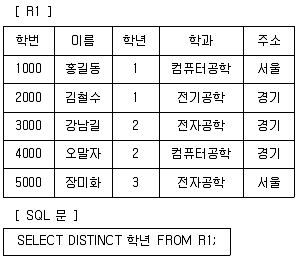 [ R1 ]
학번 이름 학년 학과 주소
1000 홍길동 1 컴퓨터공학 서울
2000 김철수 1 전기공학 경기
3000 강남길 2 전자공학 경기
4000 오말자 2 컴퓨터공학 경기
5000 장미화 3 전자공학 서울
[ SQL 문 ]
SELECT DISTINCT 학년 FROM R1;